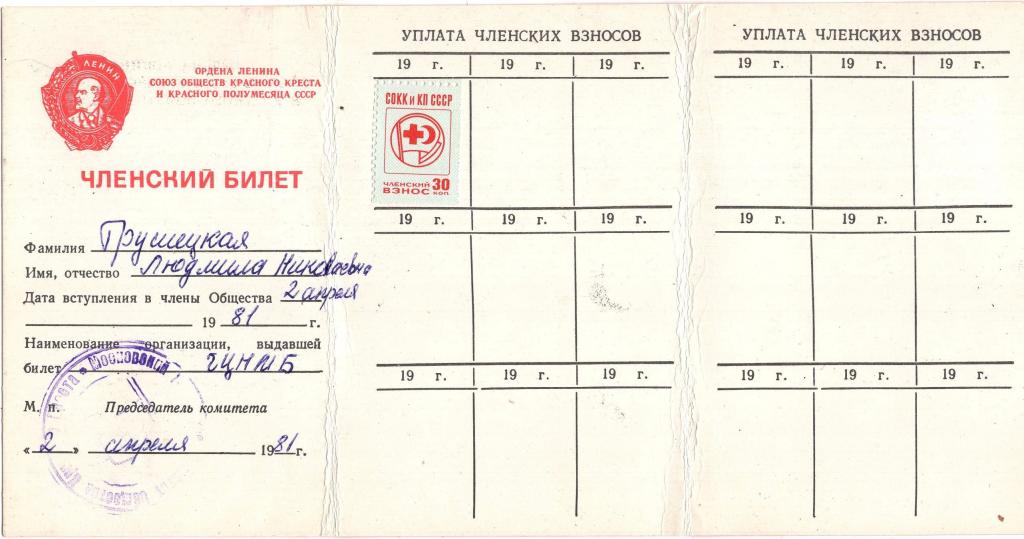 ЛЕНИН
ОРДЕНА ЛЕНИНА
СОЮЗ ОБЩЕСТВ КРАСНОГО КРЕСТА
И КРАСНОГО ПОЛУМЕСЯЦА СССР
ЧЛЕНСКИЙ БИЛЕТ
Фамилия
Имя, отчество Людмила Николаевна
Дата вступления в члены Общества 2 апреля
19 81 г.
Наименование организации, выдавшей
билет ГЦНМБ
М. п. Председатель комитета
« 2 » апреля 1981 г.
Московский
УПЛАТА ЧЛЕНСКИХ ВЗНОСОВ
19 г. 19 г. 19 г.
СОКК и КП СССР
ЧЛЕНСКИЙ 30
ВЗНОС КОП
19 г. 19 г. 19 г.
19 г. 19 г. 19 г.
УПЛАТА ЧЛЕНСКИХ ВЗНОСОВ
19 г. 19 г. 19 г.
19 г. 19 г. 19 г.
19 г. 19 г. 19 г.